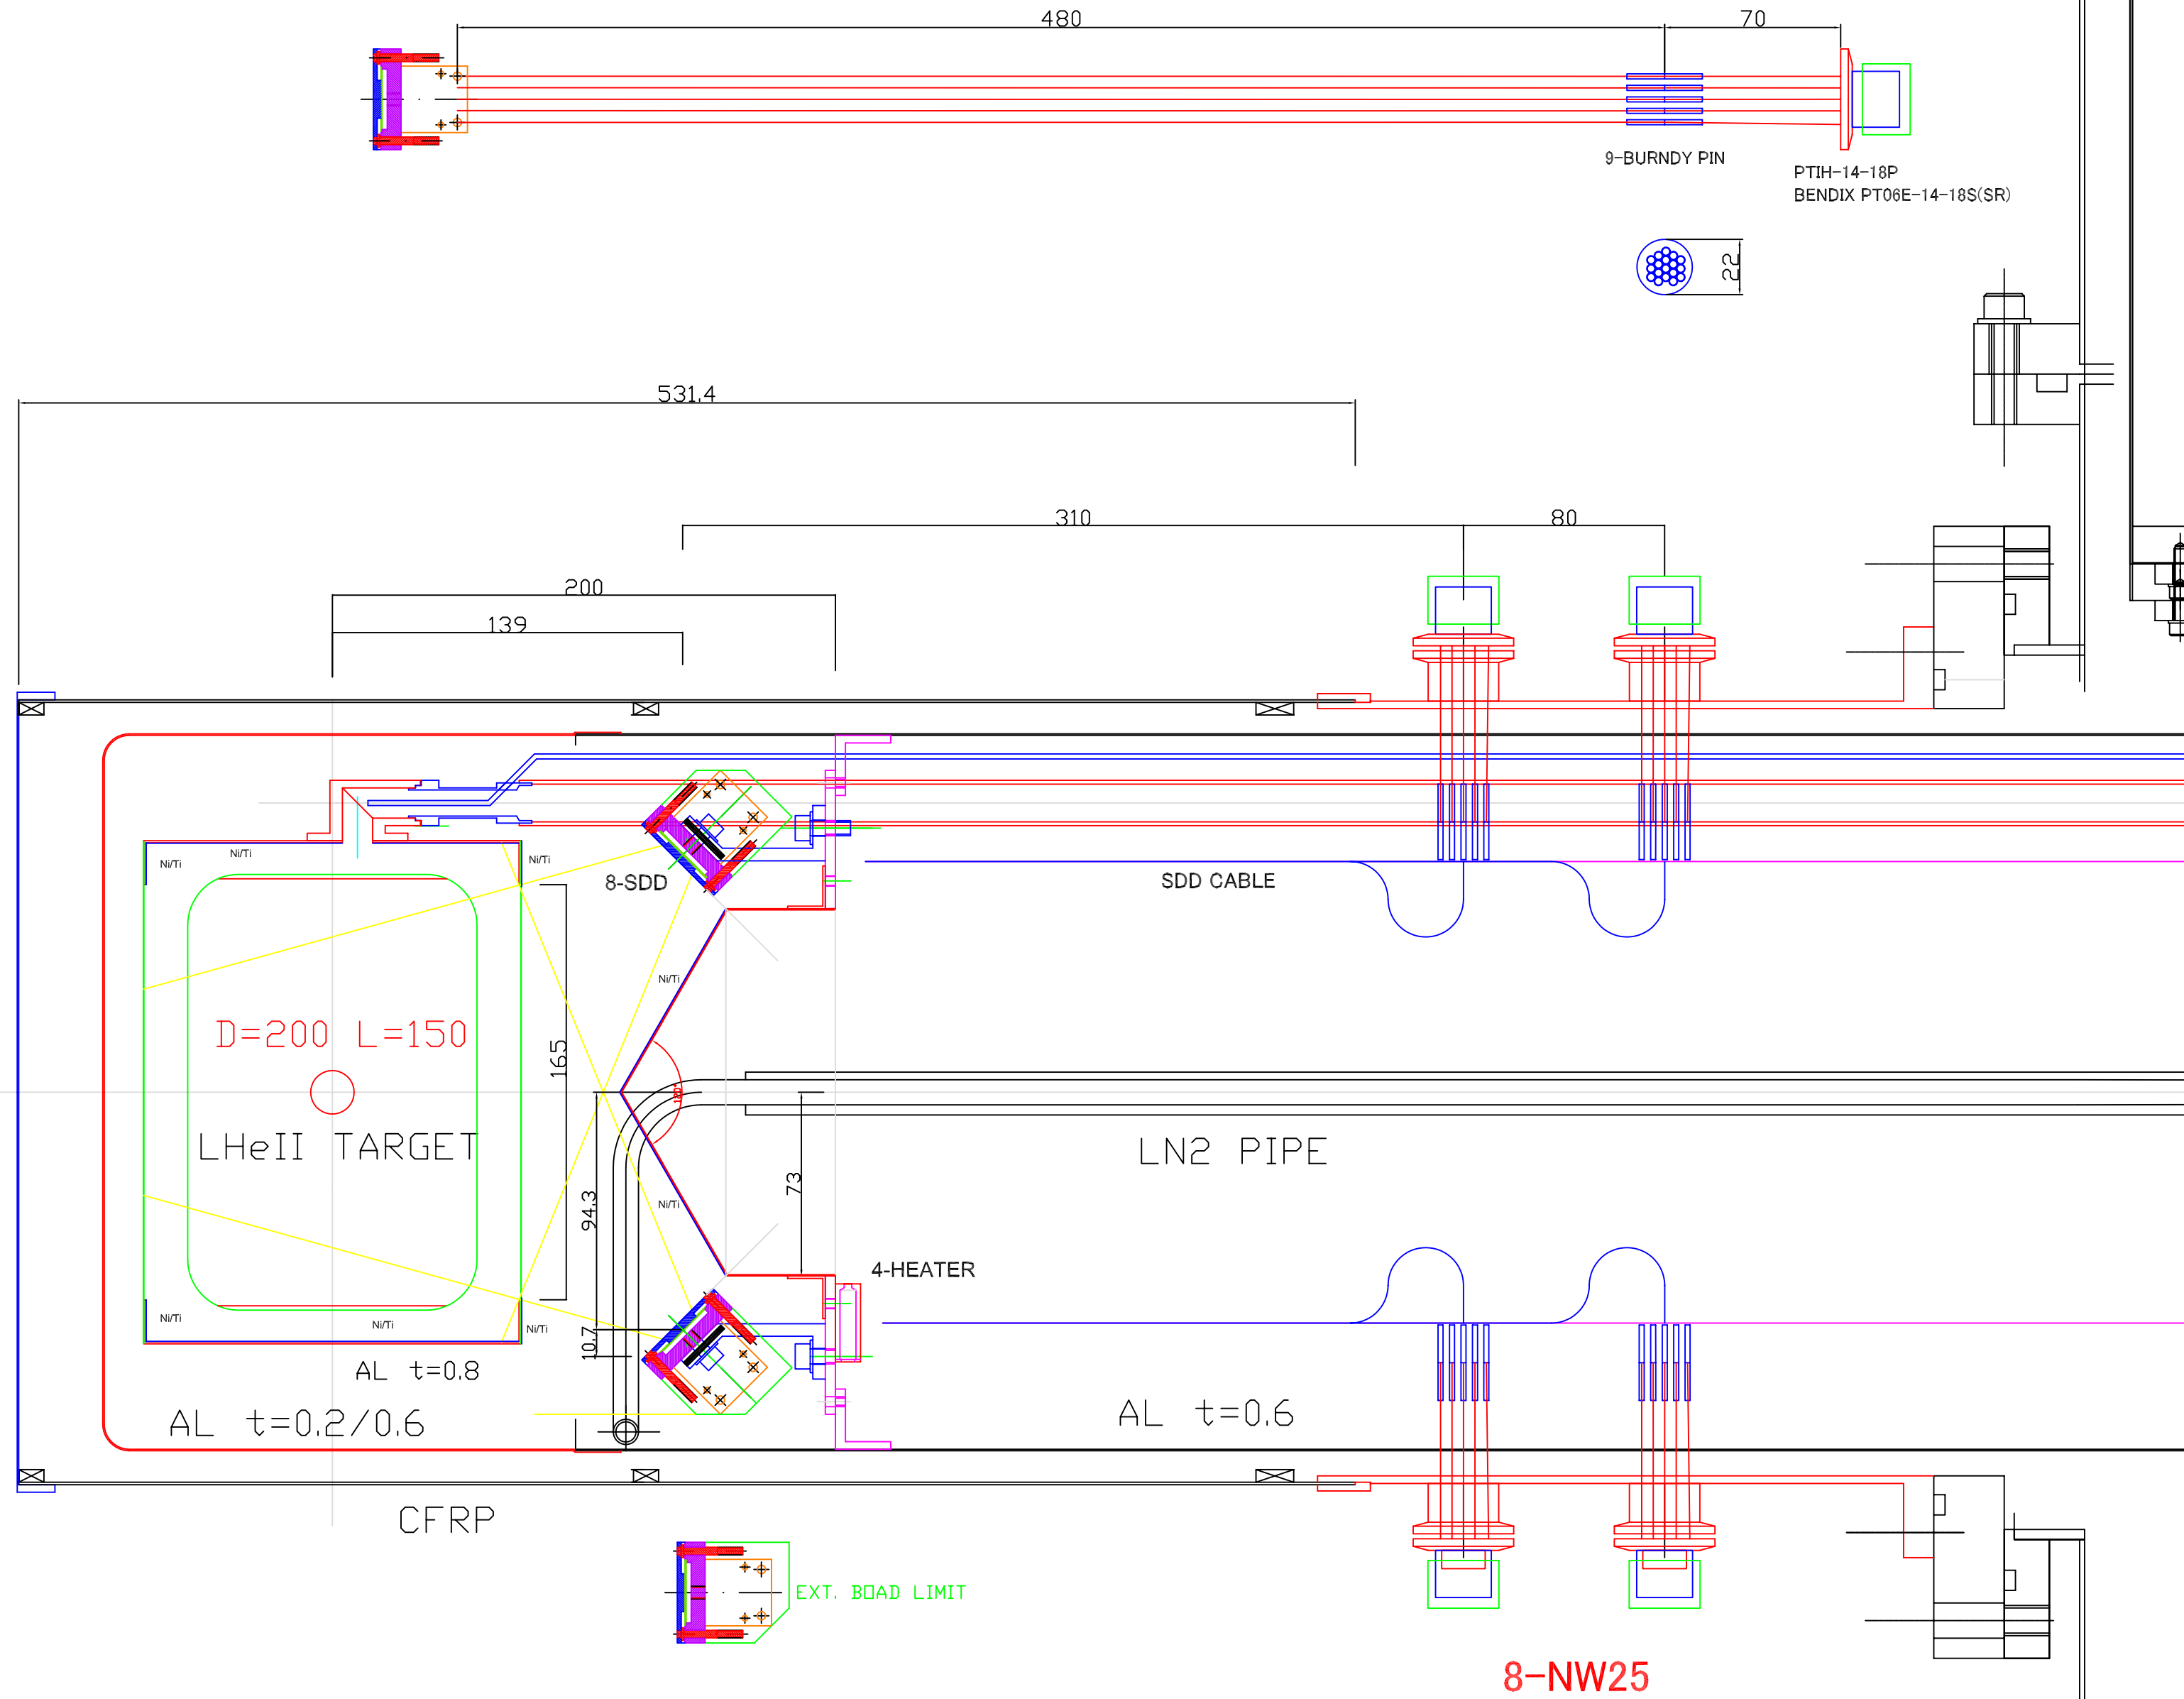 480
70
9-BURNDY PIN
PTIH-14-18P
BENDIX PT06E-14-18S(SR)
22
531.4
310
80
200
139
Ni/Ti
Ni/Ti
Ni/Ti
8-SDD
SDD CABLE
Ni/Ti
D=200 L=150
165
120°
LHeII TARGET
LN2 PIPE
73
94.3
Ni/Ti
4-HEATER
Ni/Ti
Ni/Ti
Ni/Ti
10.7
AL t=0.8
AL t=0.2/0.6
AL t=0.6
CFRP
EXT. BOAD LIMIT
8-NW25